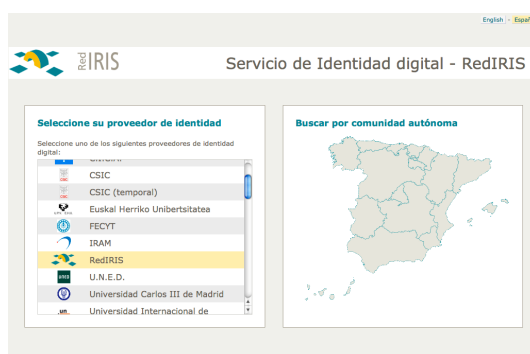 English - Españ
Red IRIS
Servicio de Identidad digital - RedIRIS
Seleccione su proveedor de identidad
Seleccione uno de los siguientes proveedores de identidad
digital:
CSIC
CSIC (temporal)
Euskal Herriko Unibertsitatea
FECYT
IRAM
RedIRIS
U.N.E.D.
Universidad Carlos III de Madrid
Universidad Internacional de
Buscar por comunidad autónoma